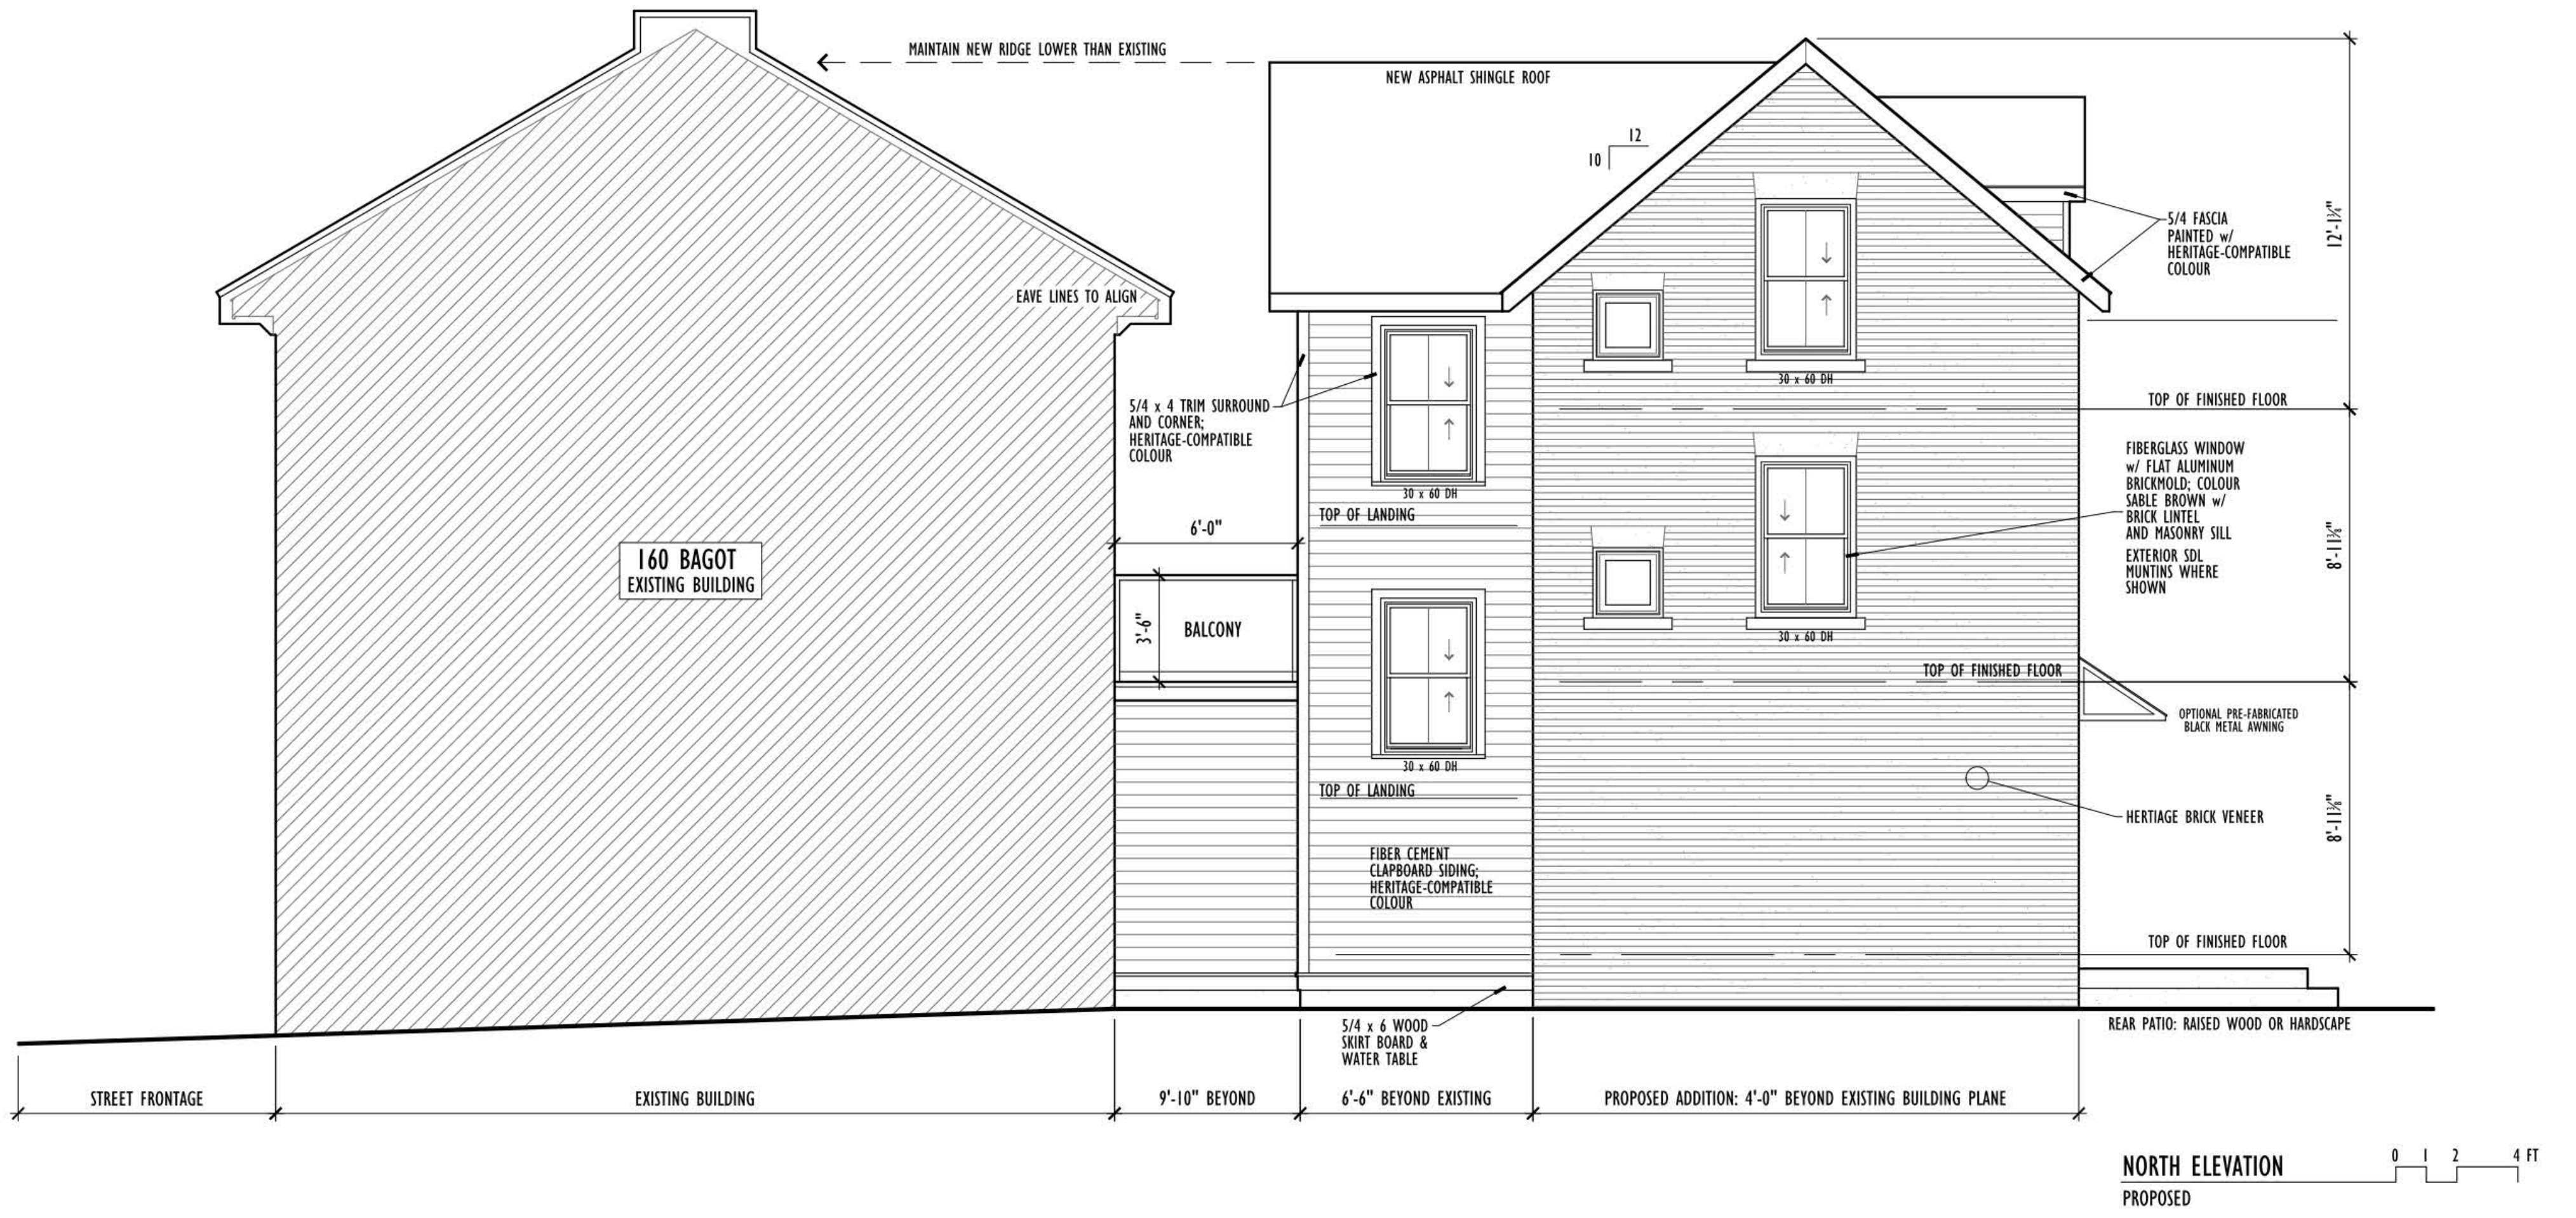 MAINTAIN NEW RIDGE LOWER THAN EXISTING
NEW ASPHALT SHINGLE ROOF
12
10
5/4 FASCIA
PAINTED w/
HERITAGE-COMPATIBLE
COLOUR
12'-1¼"
EAVE LINES TO ALIGN
30 x 60 DH
5/4 x 4 TRIM SURROUND
AND CORNER;
HERITAGE-COMPATIBLE
COLOUR
TOP OF FINISHED FLOOR
FIBERGLASS WINDOW
w/ FLAT ALUMINUM
BRICKMOLD; COLOUR
SABLE BROWN w/
BRICK LINTEL
AND MASONRY SILL
EXTERIOR SDL
MUNTINS WHERE
SHOWN
8'-11⅜"
30 x 60 DH
TOP OF LANDING
6'-0"
160 BAGOT
EXISTING BUILDING
3'-6"
BALCONY
30 x 60 DH
TOP OF FINISHED FLOOR
OPTIONAL PRE-FABRICATED
BLACK METAL AWNING
30 x 60 DH
TOP OF LANDING
HERTIAGE BRICK VENEER
8'-11⅜"
FIBER CEMENT
CLAPBOARD SIDING;
HERITAGE-COMPATIBLE
COLOUR
TOP OF FINISHED FLOOR
5/4 x 6 WOOD
SKIRT BOARD &
WATER TABLE
REAR PATIO: RAISED WOOD OR HARDSCAPE
STREET FRONTAGE
EXISTING BUILDING
9'-10" BEYOND
6'-6" BEYOND EXISTING
PROPOSED ADDITION: 4'-0" BEYOND EXISTING BUILDING PLANE
NORTH ELEVATION
PROPOSED
0 1 2 4 FT